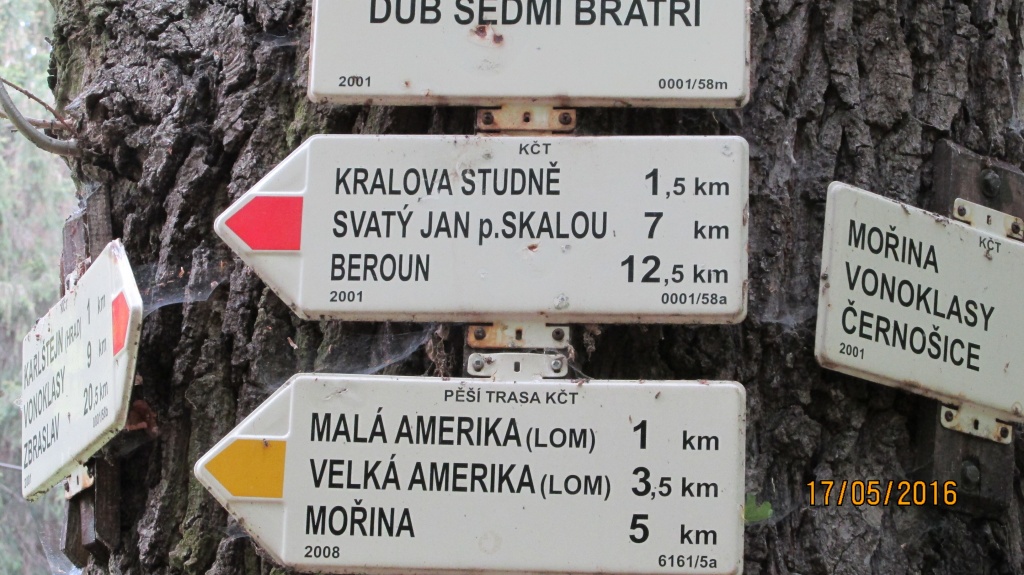 DUB SEDMI BRATŘÍ
2001 0001/58m
KČT
KRALOVA STUDNĚ 1,5 km
SVATÝ JAN p.SKALOU 7 km
BEROUN 12,5 km
2001 0001/58a
PĚŠÍ TRASA KČT
MALÁ AMERIKA (LOM) 1 km
VELKÁ AMERIKA (LOM) 3,5 km
MOŘINA 5 km
2008 6161/5a
KČT
KARLŠTEJN (HRAD) 1 km
VONOKLASY 9 km
ZBRASLAV 20,5 km
2001
KČT
MOŘINA
VONOKLASY
ČERNOŠICE
2001
17/05/2016